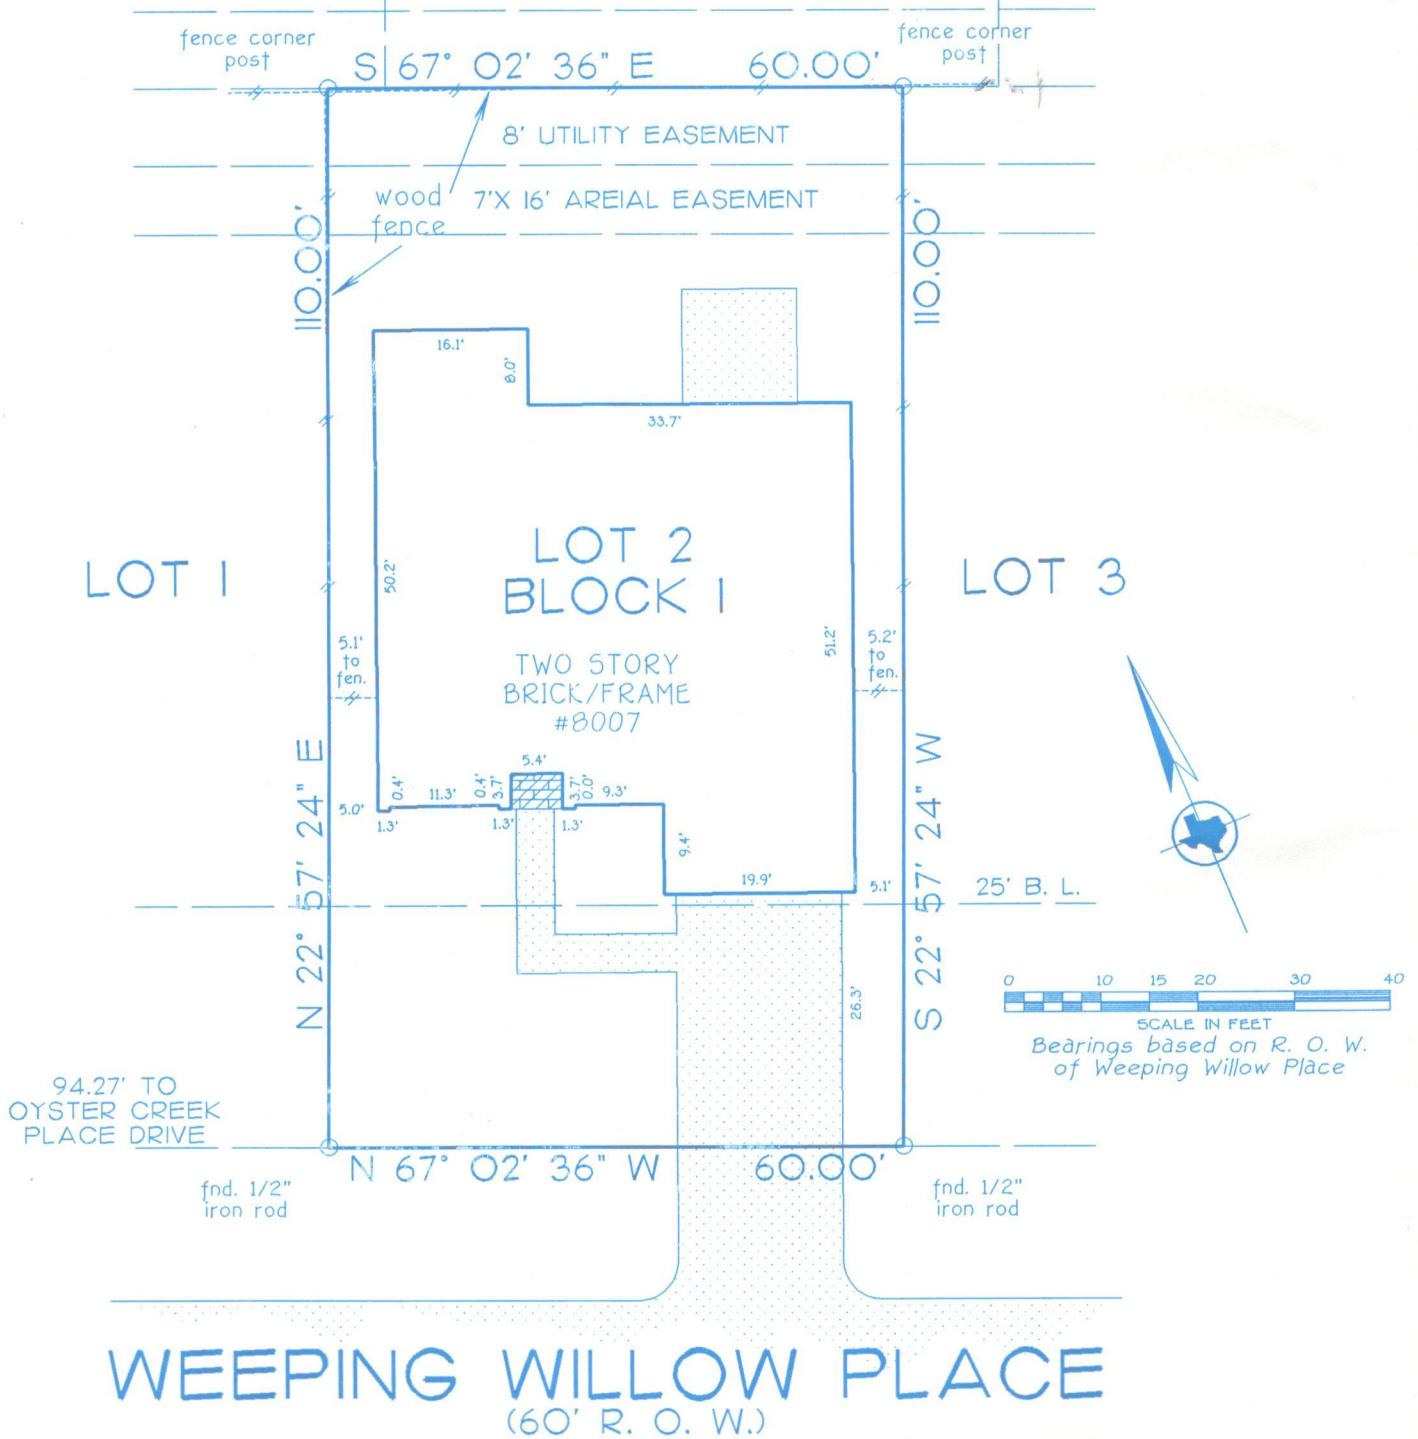 fence corner
post
fence corner
post
S 67° 02' 36" E 60.00'
8' UTILITY EASEMENT
7'X 16' AREIAL EASEMENT
wood
fence
110.00'
110.00'
16.1'
8.0'
33.7'
LOT 1
LOT 2
BLOCK 1
LOT 3
50.2'
51.2'
5.1'
to
fen.
5.2'
to
fen.
TWO STORY
BRICK/FRAME
#8007
5.4'
5.0'
0.4'
1.3'
11.3'
0.4'
3.7'
1.3'
3.7'
0.0'
1.3'
9.3'
9.4'
19.9'
5.1'
25' B. L.
N 22° 57' 24" E
S 22° 57' 24" W
26.3'
0 10 15 20 30 40
SCALE IN FEET
Bearings based on R. O. W.
of Weeping Willow Place
94.27' TO
OYSTER CREEK
PLACE DRIVE
N 67° 02' 36" W 60.00'
fnd. 1/2"
iron rod
fnd. 1/2"
iron rod
WEEPING WILLOW PLACE
(60' R. O. W.)